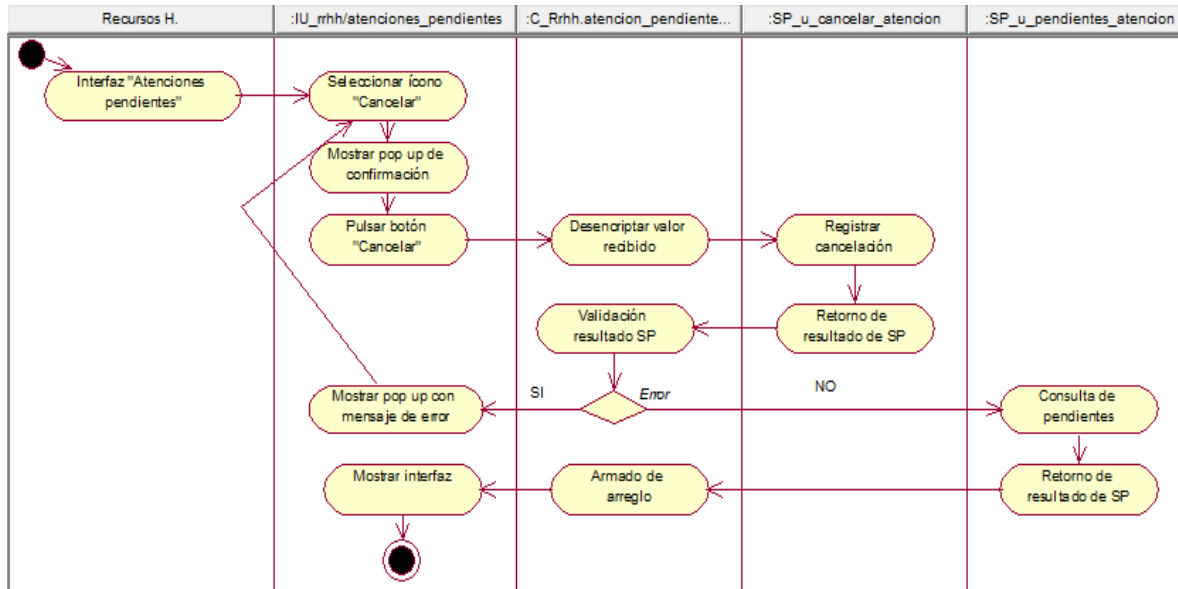 Recursos H.
:IU_rrhh/atenciones_pendientes
:C_Rrhh.atencion_pendiente...
:SP_u_cancelar_atencion
:SP_u_pendientes_atencion
Interfaz "Atenciones
pendientes"
Seleccionar ícono
"Cancelar"
Mostrar pop up de
confirmación
Pulsar botón
"Cancelar"
Desencriptar valor
recibido
Registrar
cancelación
Validación
resultado SP
Retorno de
resultado de SP
SI
Error
NO
Mostrar pop up con
mensaje de error
Consulta de
pendientes
Mostrar interfaz
Armado de
arreglo
Retorno de
resultado de SP